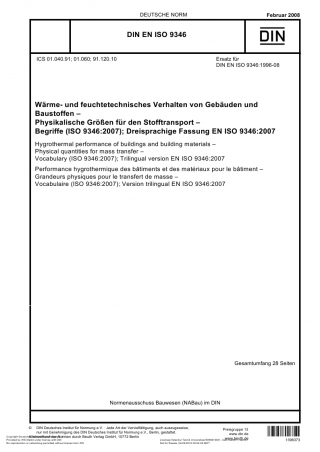 DEUTSCHE NORM
Februar 2008
DIN EN ISO 9346
DIN
ICS 01.040.91; 01.060; 91.120.10
Ersatz für
DIN EN ISO 9346:1996-08
Wärme- und feuchtetechnisches Verhalten von Gebäuden und
Baustoffen –
Physikalische Größen für den Stofftransport –
Begriffe (ISO 9346:2007); Dreisprachige Fassung EN ISO 9346:2007
Hygrothermal performance of buildings and building materials –
Physical quantities for mass transfer –
Vocabulary (ISO 9346:2007); Trilingual version EN ISO 9346:2007
Performance hygrothermique des bâtiments et des matériaux pour le bâtiment –
Grandeurs physiques pour le transfert de masse –
Vocabulaire (ISO 9346:2007); Version trilingual EN ISO 9346:2007
Gesamtumfang 28 Seiten
Normenausschuss Bauwesen (NABau) im DIN
© DIN Deutsches Institut für Normung e.V. · Jede Art der Vervielfältigung, auch auszugsweise,
nur mit Genehmigung des DIN Deutsches Institut für Normung e.V., Berlin, gestattet.
durch Beuth Verlag GmbH, 10772 Berlin
Preisgruppe 13
www.din.de
www.beuth.de